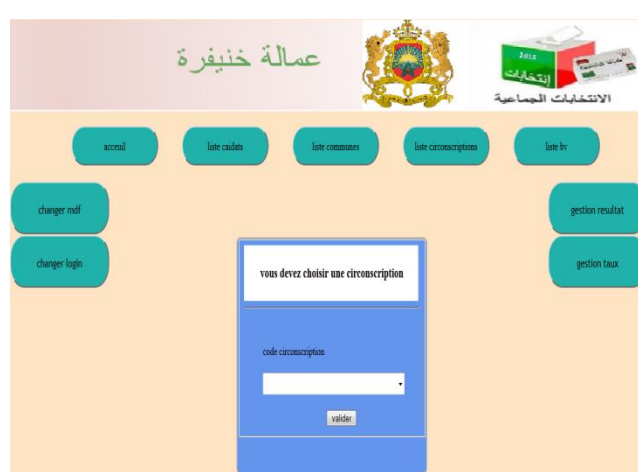 عمالة خنيفرة
2015
إنتخابات
الانتخابات الجماعية
acceuil
liste caidats
liste communes
liste circonscriptions
liste bv
changer mdf
gestion resultat
changer login
gestion taux
vous devez choisir une circonscription
code circonscription
valider